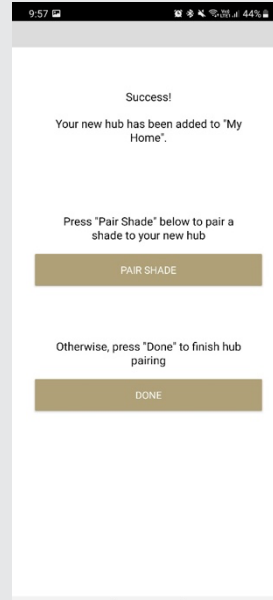 9:57 44%
Success!
Your new hub has been added to "My
Home".
Press "Pair Shade" below to pair a
shade to your new hub
PAIR SHADE
Otherwise, press "Done" to finish hub
pairing
DONE